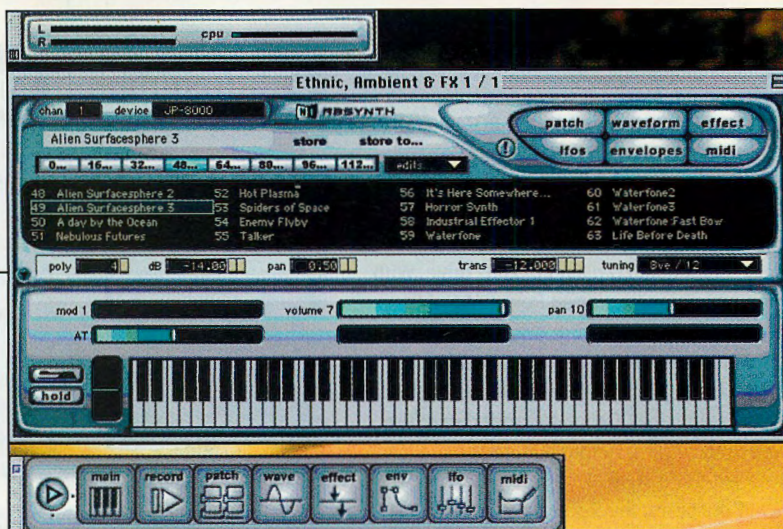 L
R
cpu
Ethnic, Ambient & FX 1 / 1
chan 1 device JP-8000 NI ABSYNTH
patch waveform effect
lfos envelopes midi
!
Alien Surfacesphere 3 store store to...
0... 16... 32... 48... 64... 80... 96... 112... edits
48 Alien Surfacesphere 2 52 Hot Plasma 56 It's Here Somewhere... 60 Waterfone2
49 Alien Surfacesphere 3 53 Spiders of Space 57 Horror Synth 61 Waterfone3
50 A day by the Ocean 54 Enemy Flyby 58 Industrial Effector 1 62 Waterfone Fast Bow
51 Nebulous Futures 55 Talker 59 Waterfone 63 Life Before Death
poly 4 dB -14.00 pan 0.50 trans -12.000 tuning 8ve / 12
mod 1 volume 7 pan 10
AT
hold
main record patch wave effect env lfo midi